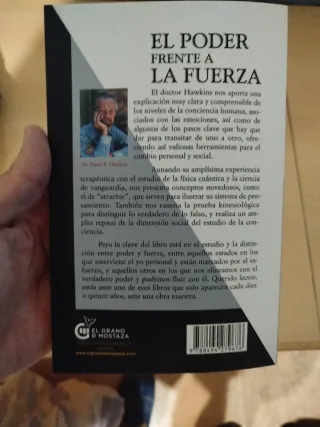 EL PODER
FRENTE A
LA FUERZA
El doctor Hawkins nos aporta una
explicación muy clara y comprensible de
los niveles de la conciencia humana, aso-
ciados con las emociones, así como de
algunos de los pasos clave que hay que
dar para transitar de uno a otro, ofre-
ciendo así valiosas herramientas para el
cambio personal y social.
Dr. David R. Hawkins
Aunando su amplísima experiencia
terapéutica con el estudio de la física cuántica y la ciencia
de vanguardia, nos presenta conceptos novedosos, como
el de "atractor", que sirven para ilustrar su sistema de pen-
samiento. También nos enseña la prueba kinesiológica
para distinguir lo verdadero de lo falso, y realiza un am-
plio repaso de la dimensión social del estudio de la con-
ciencia.
Pero la clave del libro está en el estudio y la distin-
ción entre poder y fuerza, entre aquellos estados en los
que interviene el yo personal y están marcados por el es-
fuerzo, y aquellos otros en los que nos alineamos con el
verdadero poder y podemos fluir con él. Querido lector,
estás ante uno de esos libros que solo aparecen cada diez
o quince años, ante una obra maestra.
EL GRANO
DE MOSTAZA
9788494279676